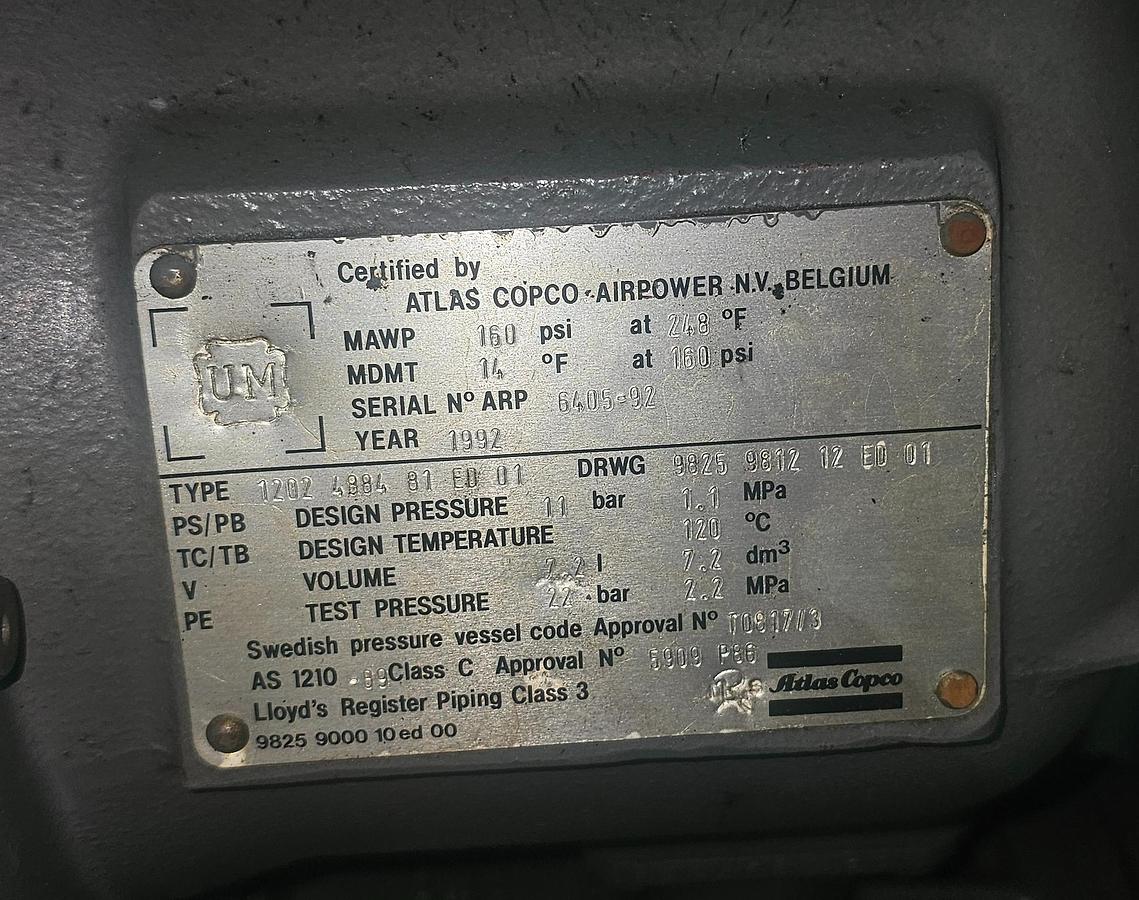 Certified by
ATLAS COPCO AIRPOWER N.V. BELGIUM
UM
MAWP 160 psi at 248 °F
MDMT 14 °F at 160 psi
SERIAL Nº ARP 6405-92
YEAR 1992
TYPE 1202 4884 81 ED 01 DRWG 9825 9812 12 ED 01
PS/PB DESIGN PRESSURE 11 bar 1.1 MPa
TC/TB DESIGN TEMPERATURE 120 °C
V VOLUME 7.2 l 7.2 dm³
PE TEST PRESSURE 22 bar 2.2 MPa
Swedish pressure vessel code Approval Nº
AS 1210 Class C Approval Nº 5909 P86
Lloyd's Register Piping Class 3
Atlas Copco
9825 9000 10 ed 00